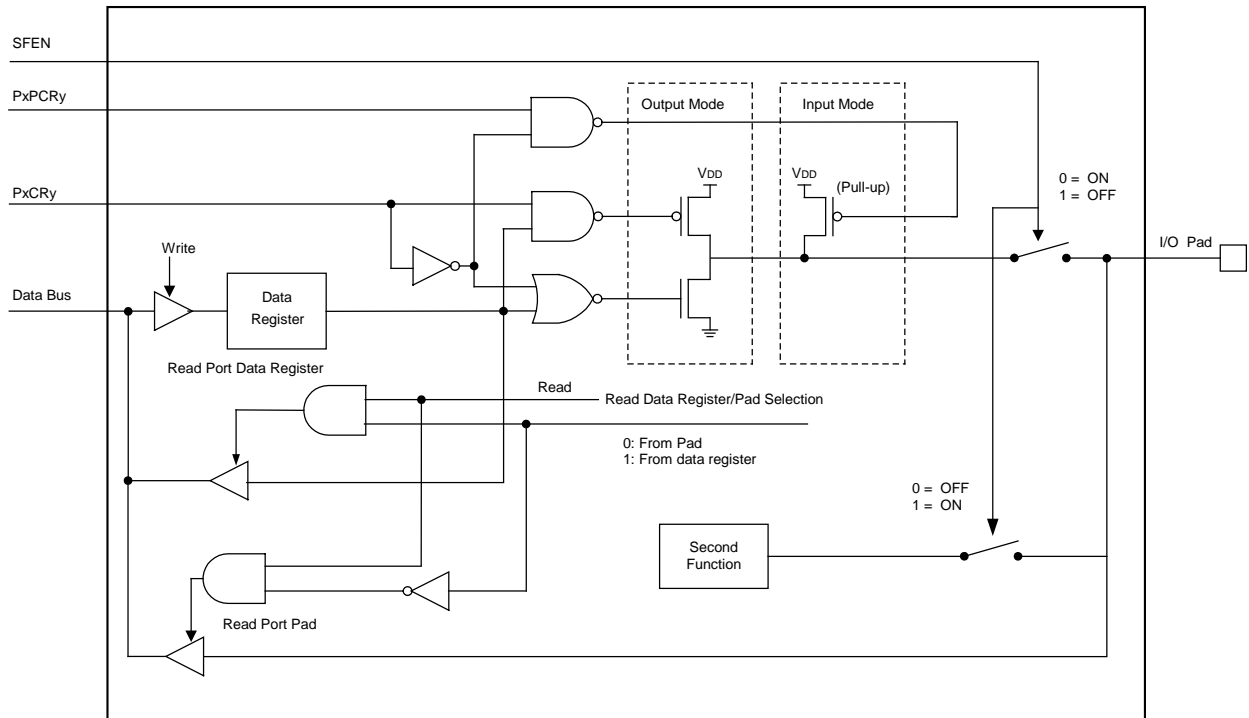 SFEN
PxPCRy
Output Mode
Input Mode
VDD
VDD
(Pull-up)
0 = ON
1 = OFF
PxCRy
I/O Pad
Write
Data Bus
Data
Register
Read Port Data Register
Read
Read Data Register/Pad Selection
0: From Pad
1: From data register
0 = OFF
1 = ON
Second
Function
Read Port Pad